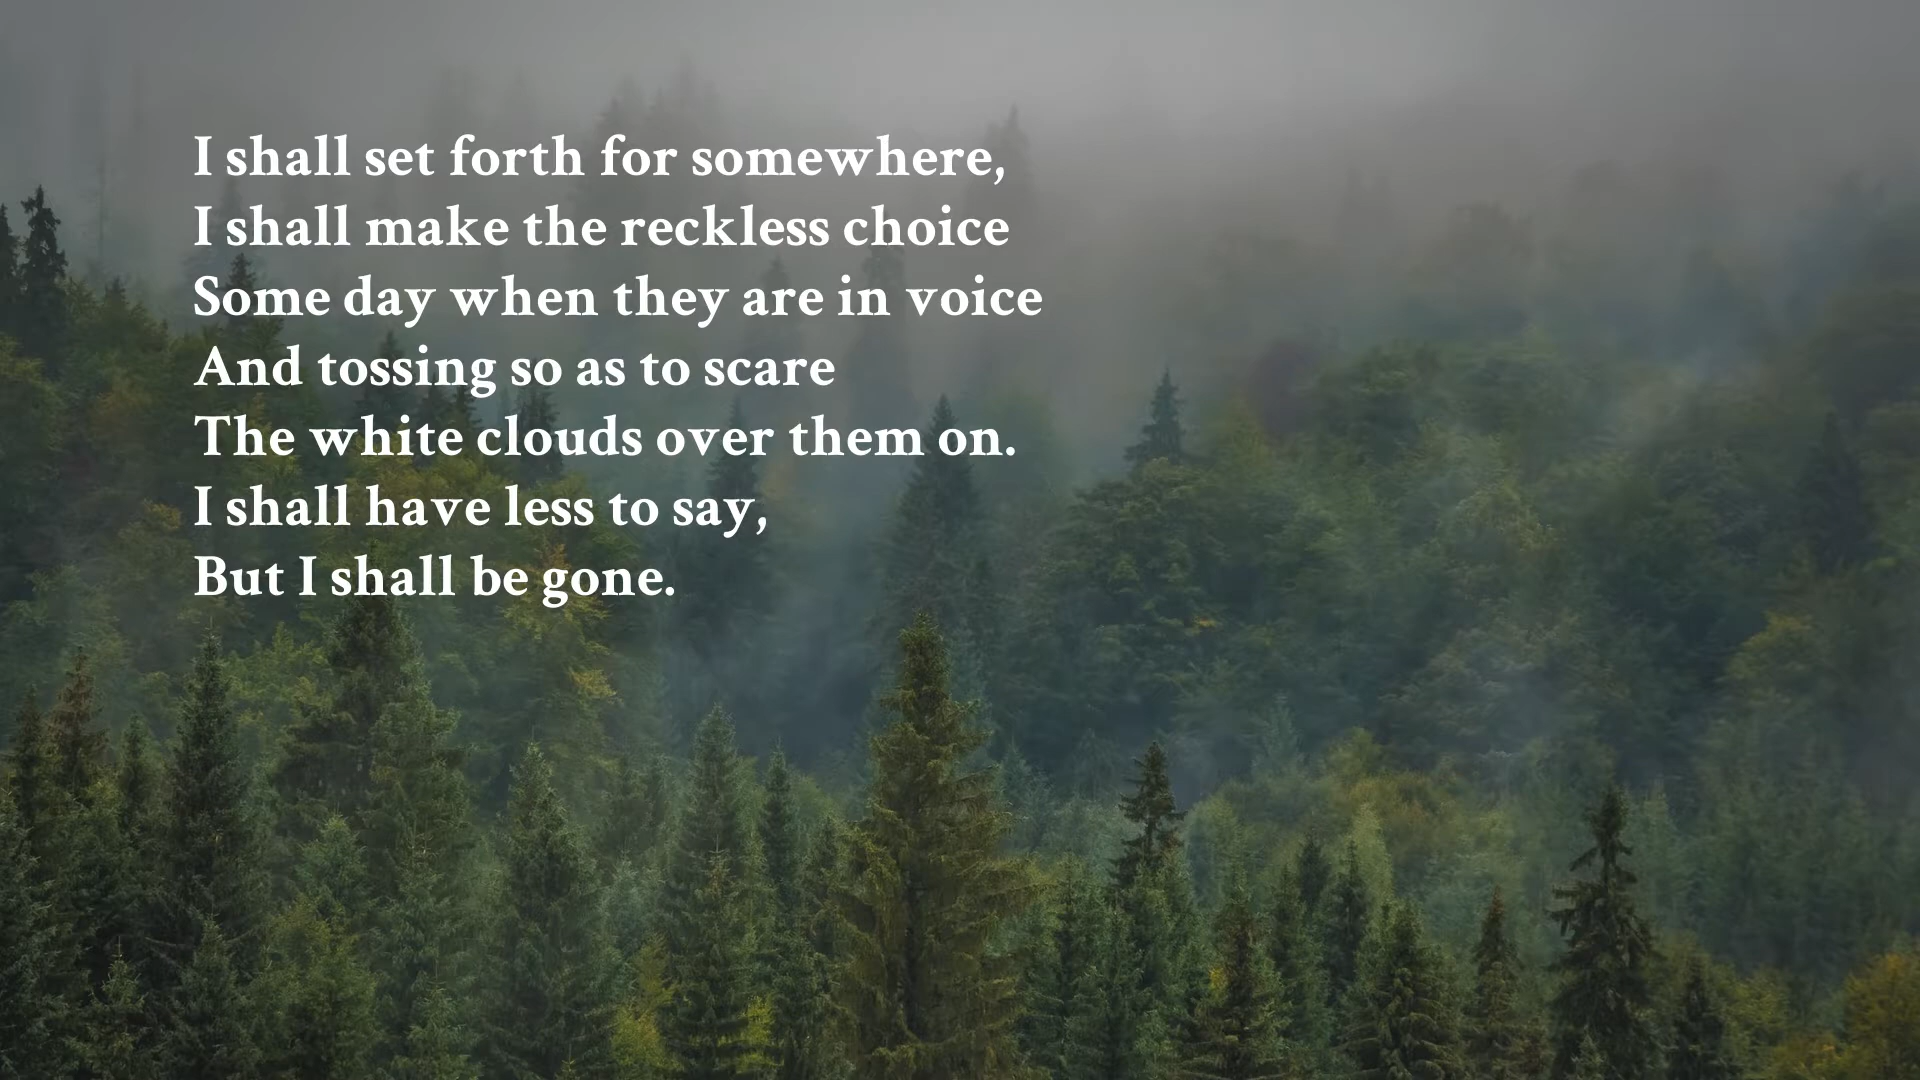 I shall set forth for somewhere,
I shall make the reckless choice
Some day when they are in voice
And tossing so as to scare
The white clouds over them on.
I shall have less to say,
But I shall be gone.